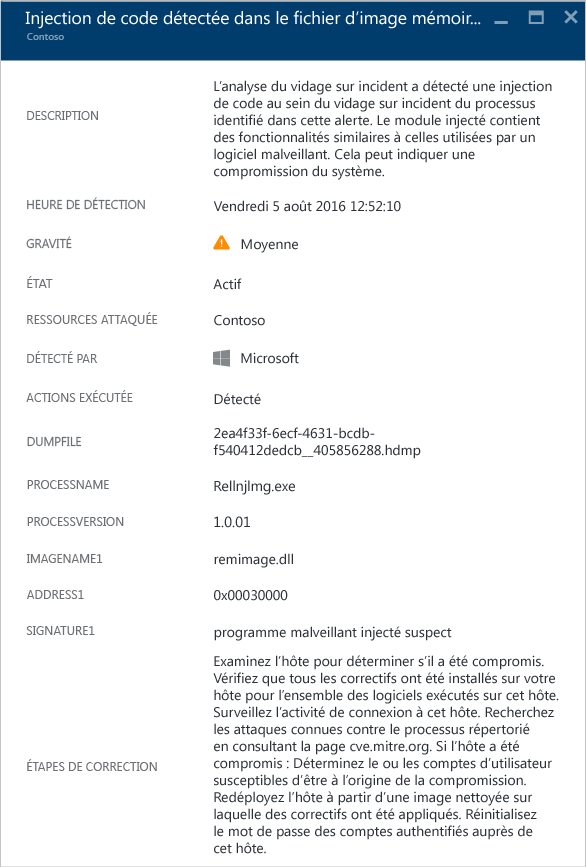 Injection de code détectée dans le fichier d’image mémoir...
Contoso
DESCRIPTION
L’analyse du vidage sur incident a détecté une injection
de code au sein du vidage sur incident du processus
identifié dans cette alerte. Le module injecté contient
des fonctionnalités similaires à celles utilisées par un
logiciel malveillant. Cela peut indiquer une
compromission du système.
HEURE DE DÉTECTION
Vendredi 5 août 2016 12:52:10
GRAVITÉ
Moyenne
ÉTAT
Actif
RESSOURCES ATTAQUÉE
Contoso
DÉTECTÉ PAR
Microsoft
ACTIONS EXÉCUTÉE
Détecté
DUMPFILE
2ea4f33f-6ecf-4631-bcdb-
f540412dedcb__405856288.hdmp
PROCESSNAME
RelInjImg.exe
PROCESSVERSION
1.0.01
IMAGENAME1
remimage.dll
ADDRESS1
0x00030000
SIGNATURE1
programme malveillant injecté suspect
ÉTAPES DE CORRECTION
Examinez l’hôte pour déterminer s’il a été compromis.
Vérifiez que tous les correctifs ont été installés sur votre
hôte pour l’ensemble des logiciels exécutés sur cet hôte.
Surveillez l’activité de connexion à cet hôte. Recherchez
les attaques connues contre le processus répertorié
en consultant la page cve.mitre.org. Si l’hôte a été
compromis : Déterminez le ou les comptes d’utilisateur
susceptibles d’être à l’origine de la compromission.
Redéployez l’hôte à partir d’une image nettoyée sur
laquelle des correctifs ont été appliqués. Réinitialisez
le mot de passe des comptes authentifiés auprès de
cet hôte.